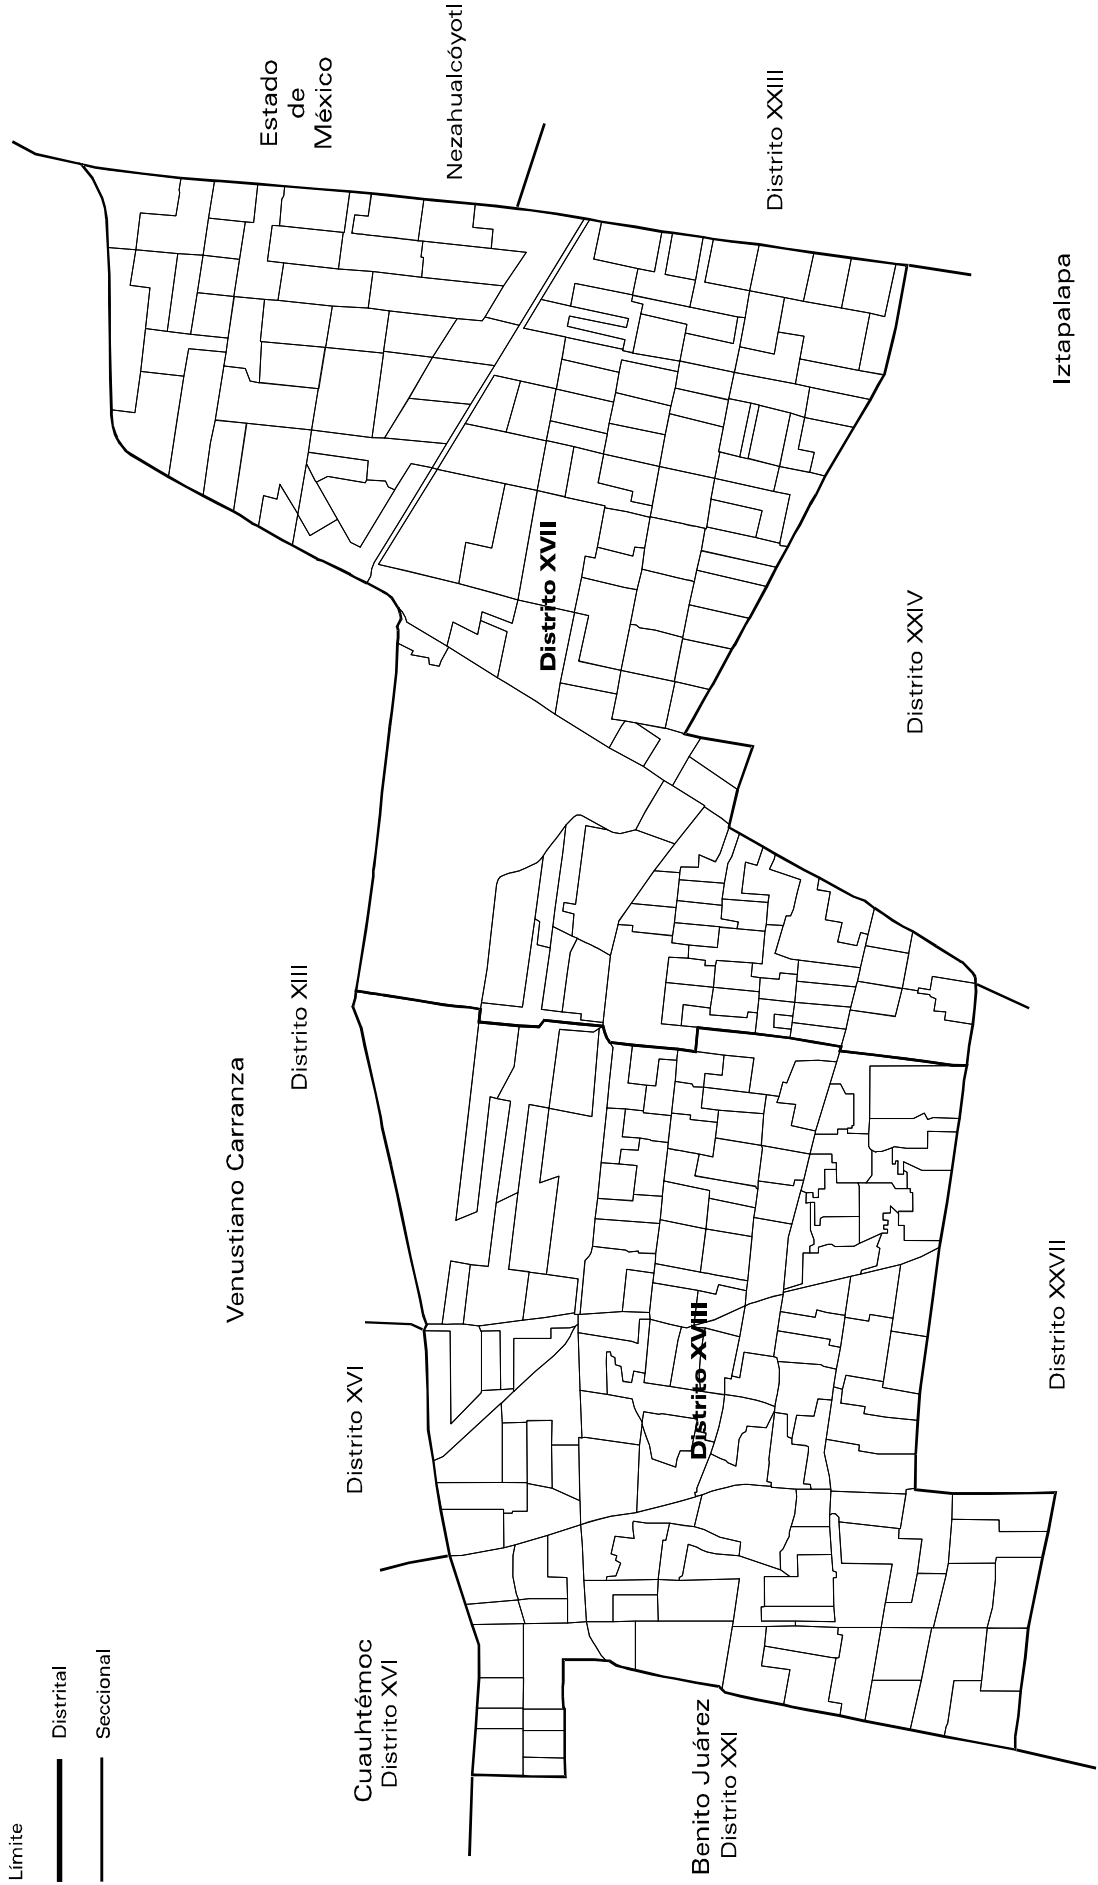 Estado
de
México
Nezahualcóyotl
Distrito XXIII
Iztapalapa
Distrito XVII
Distrito XXIV
Distrito XIII
Venustiano Carranza
Distrito XVI
Distrito XVIII
Distrito XXVII
Cuauhtémoc
Distrito XVI
Benito Juárez
Distrito XXI
Límite
Distrital
Seccional